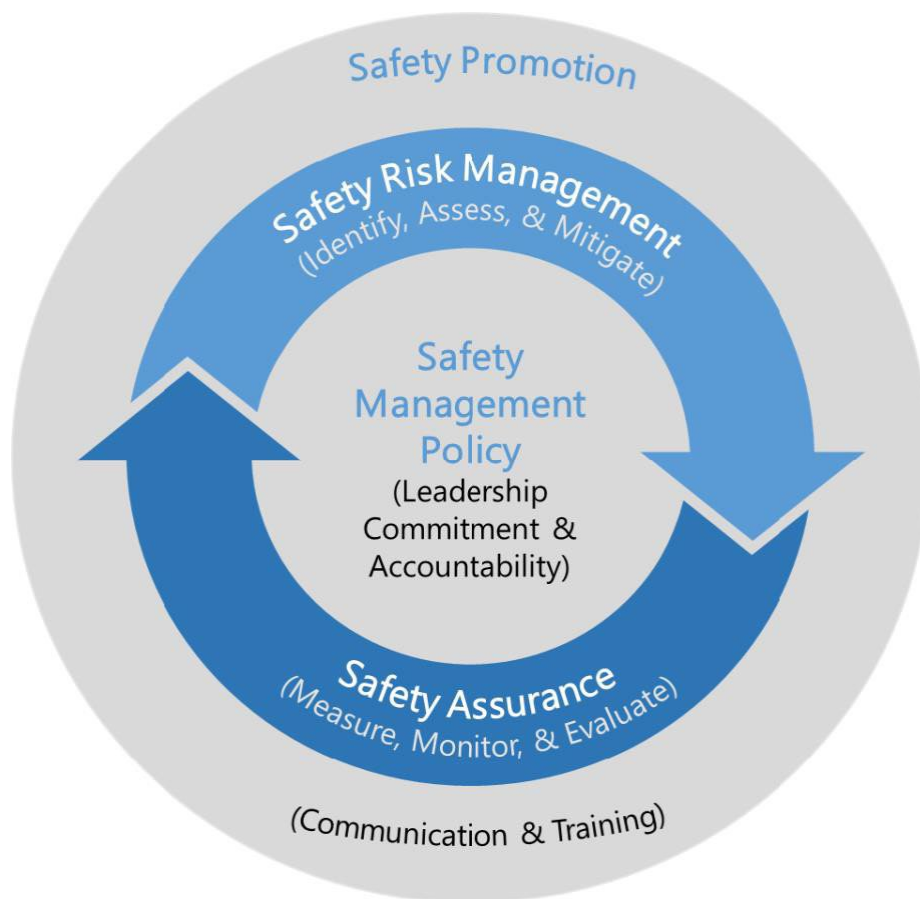 Safety Promotion
Safety Risk Management
(Identify, Assess, & Mitigate)
Safety
Management
Policy
(Leadership
Commitment &
Accountability)
Safety Assurance
(Measure, Monitor, & Evaluate)
(Communication & Training)